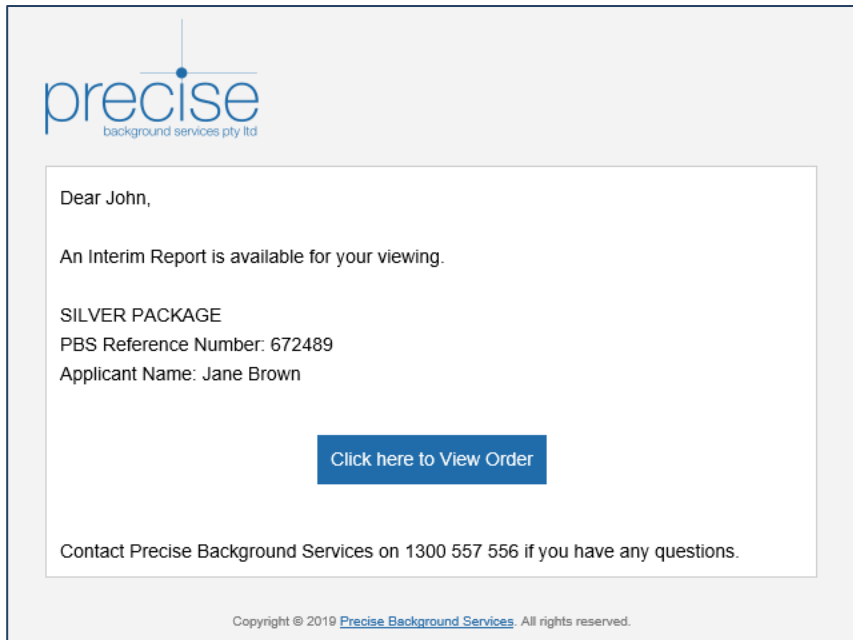 precise
background services pty ltd
Dear John,
An Interim Report is available for your viewing.
SILVER PACKAGE
PBS Reference Number: 672489
Applicant Name: Jane Brown
Click here to View Order
Contact Precise Background Services on 1300 557 556 if you have any questions.
Copyright © 2019 Precise Background Services. All rights reserved.